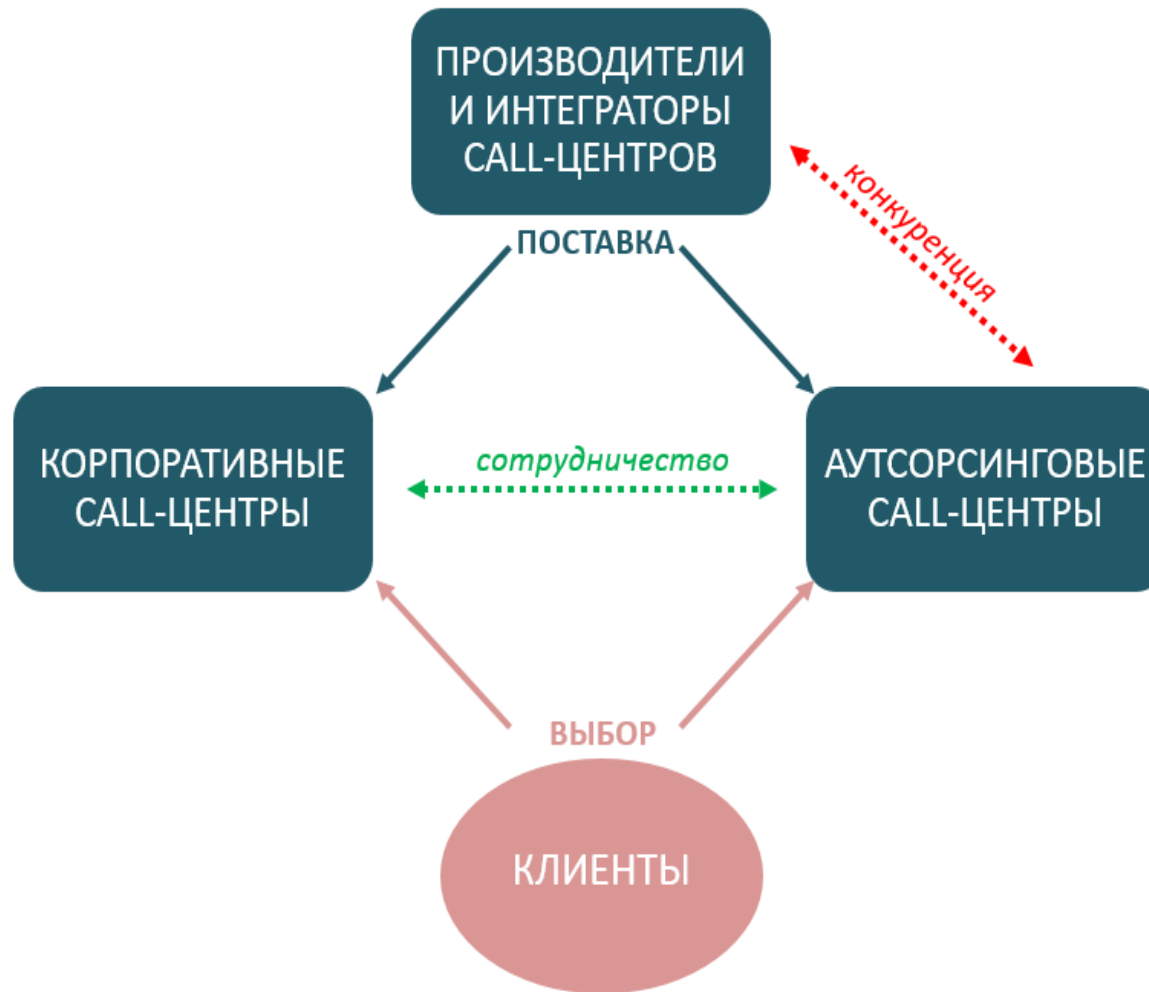 ПРОИЗВОДИТЕЛИ
И ИНТЕГРАТОРЫ
CALL-ЦЕНТРОВ
конкуренция
ПОСТАВКА
КОРПОРАТИВНЫЕ
CALL-ЦЕНТРЫ
сотрудничество
АУТСОРСИНГОВЫЕ
CALL-ЦЕНТРЫ
ВЫБОР
КЛИЕНТЫ